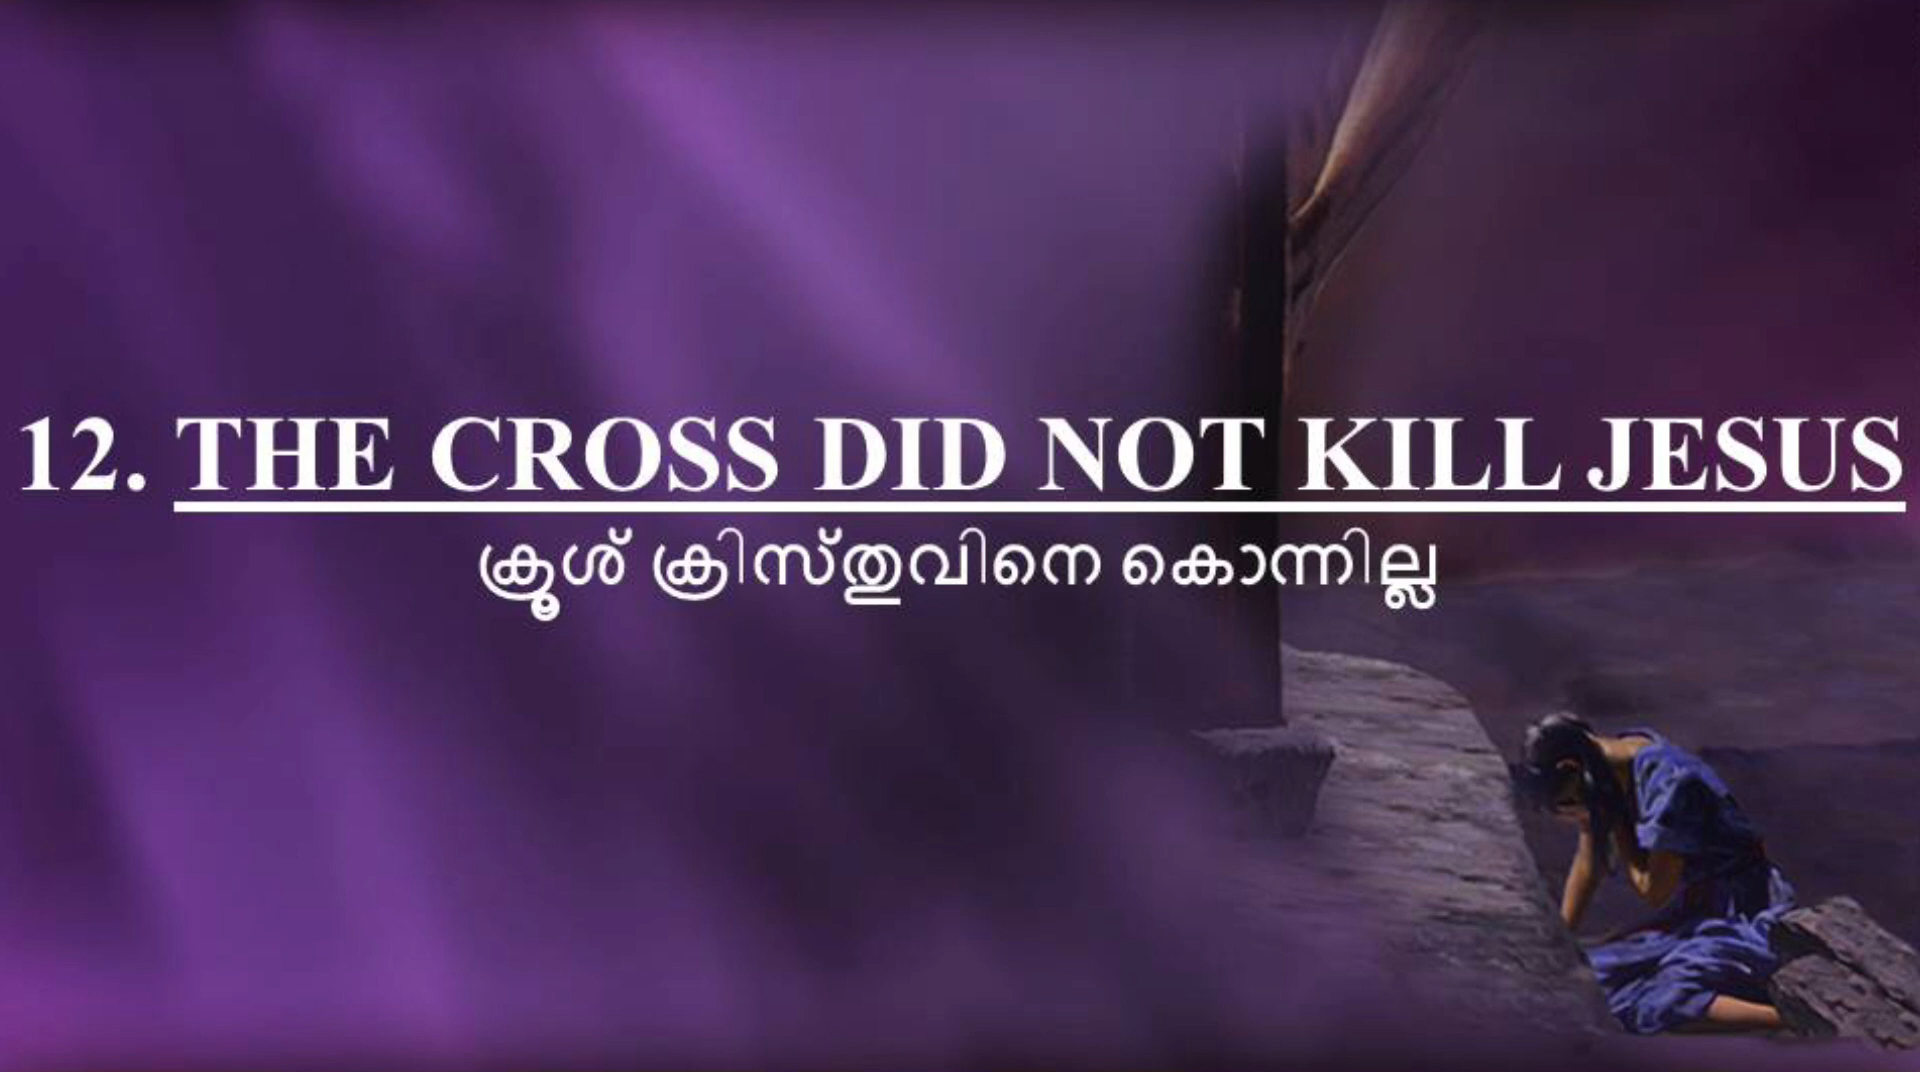 12. THE CROSS DID NOT KILL JESUS
ക്രൂശ് ക്രിസ്തുവിനെ കൊന്നില്ല